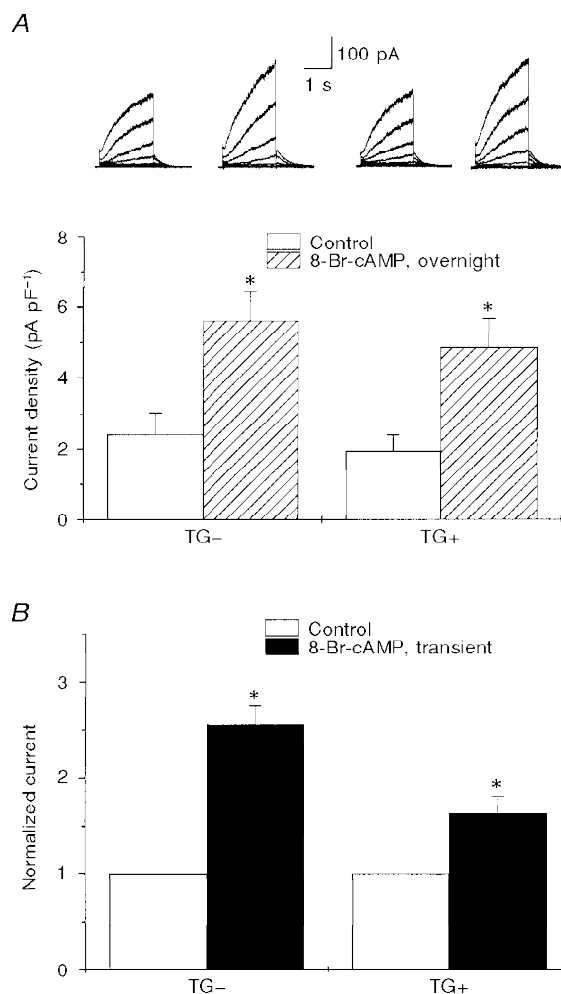 A
100 pA
1 s
8
6
4
2
0
Current density (pA pF⁻¹)
Control
8-Br-cAMP, overnight
*
*
TG−
TG+
B
3
2
1
0
Normalized current
Control
8-Br-cAMP, transient
*
*
TG−
TG+